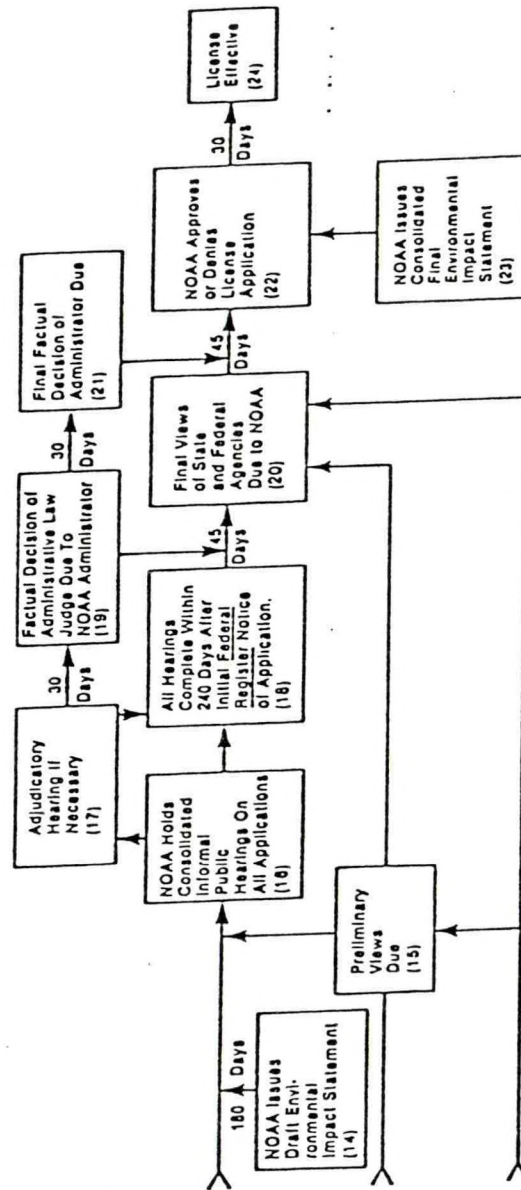 180 Days
NOAA Issues
Draft Envi-
ronmental
Impact Statement
(14)
Preliminary
Views
Due
(15)
NOAA Holds
Consolidated
Informal
Public
Hearings On
All Applications
(16)
Adjudicatory
Hearing If
Necessary
(17)
30
Days
All Hearings
Complete Within
240 Days After
Initial Federal
Register Notice
of Application.
(18)
45
Days
Factual Decision of
Administrative Law
Judge Due To
NOAA Administrator
(19)
30
Days
Final Views
of State
and Federal
Agencies
Due to NOAA
(20)
45
Days
Final Factual
Decision of
Administrator Due
(21)
NOAA Approves
or Denies
License
Application
(22)
NOAA Issues
Consolidated
Final
Environmental
Impact
Statement
(23)
30
Days
License
Effective
(24)